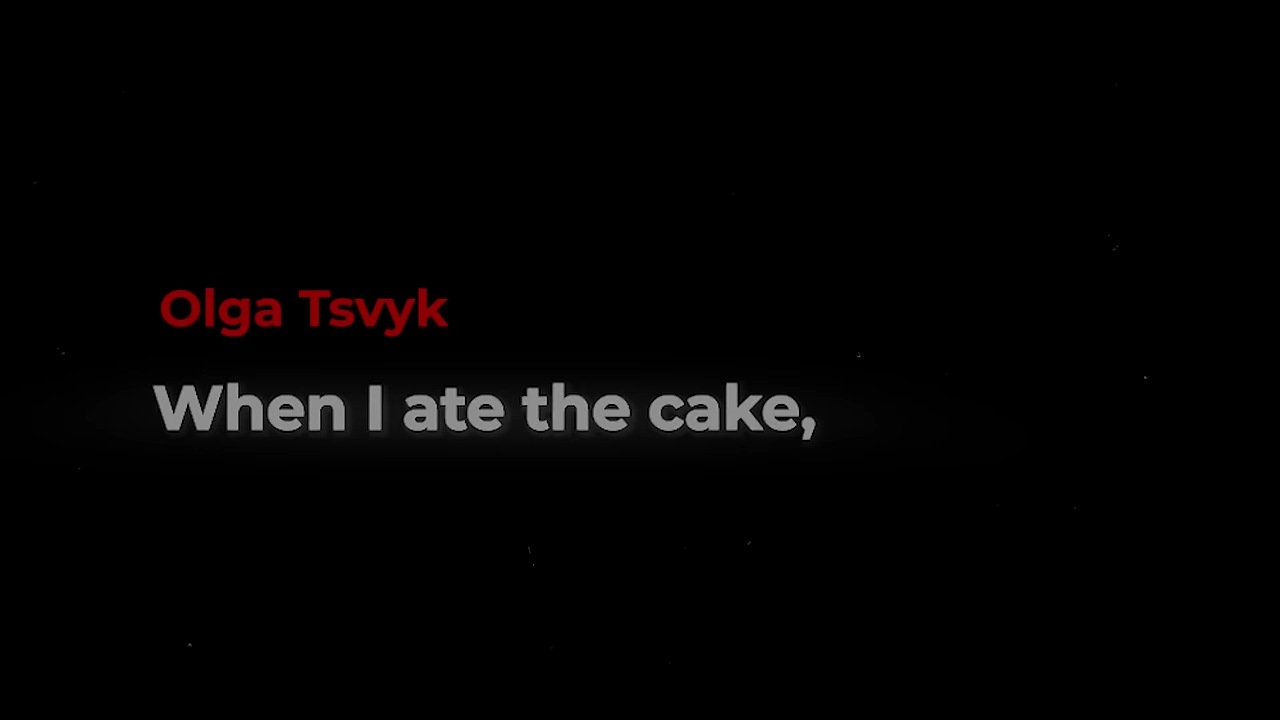 Olga Tsvyk
When I ate the cake,